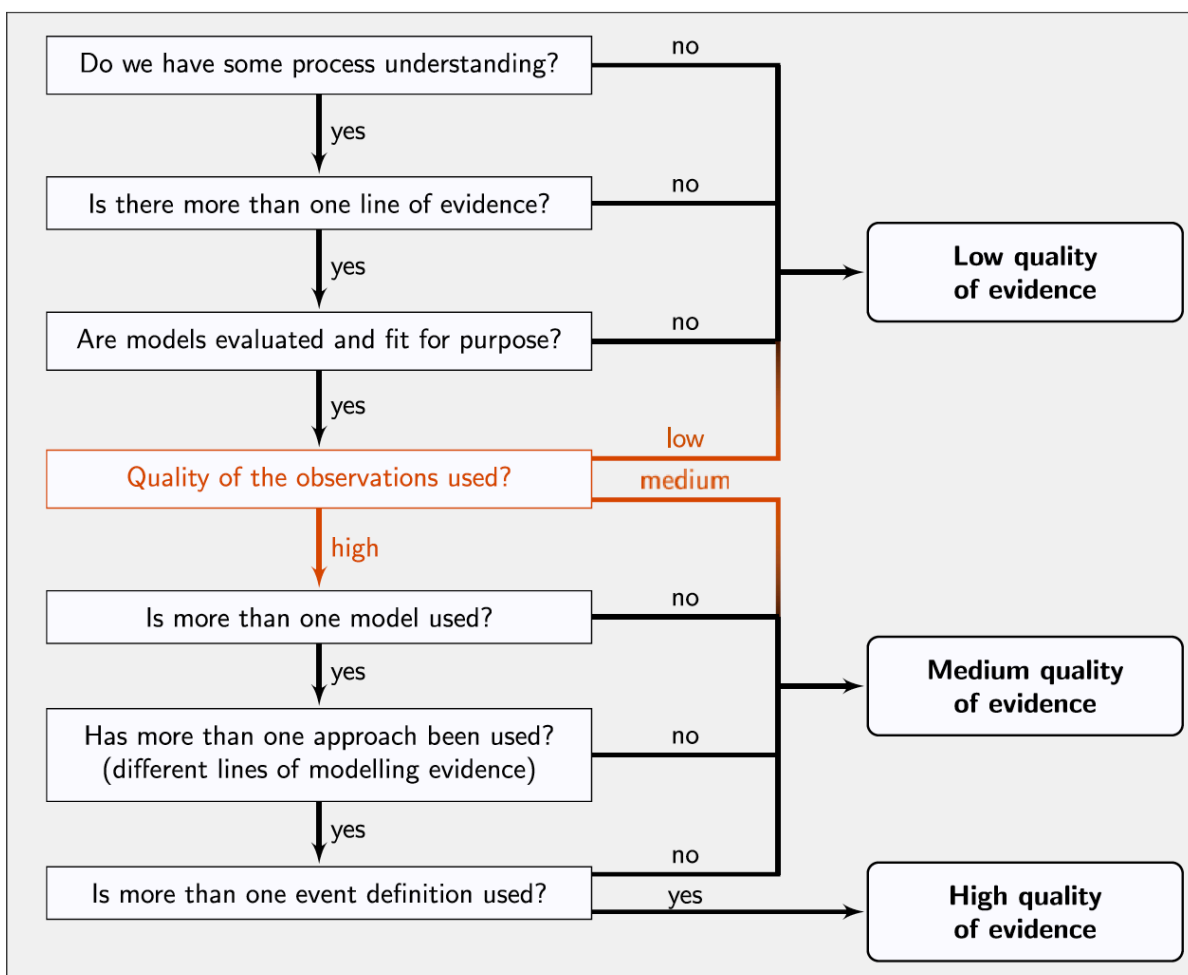 Do we have some process understanding?
no
yes
Is there more than one line of evidence?
no
yes
Low quality
of evidence
Are models evaluated and fit for purpose?
no
yes
Quality of the observations used?
low
medium
high
Is more than one model used?
no
yes
Medium quality
of evidence
Has more than one approach been used?
(different lines of modelling evidence)
no
yes
Is more than one event definition used?
no
yes
High quality
of evidence